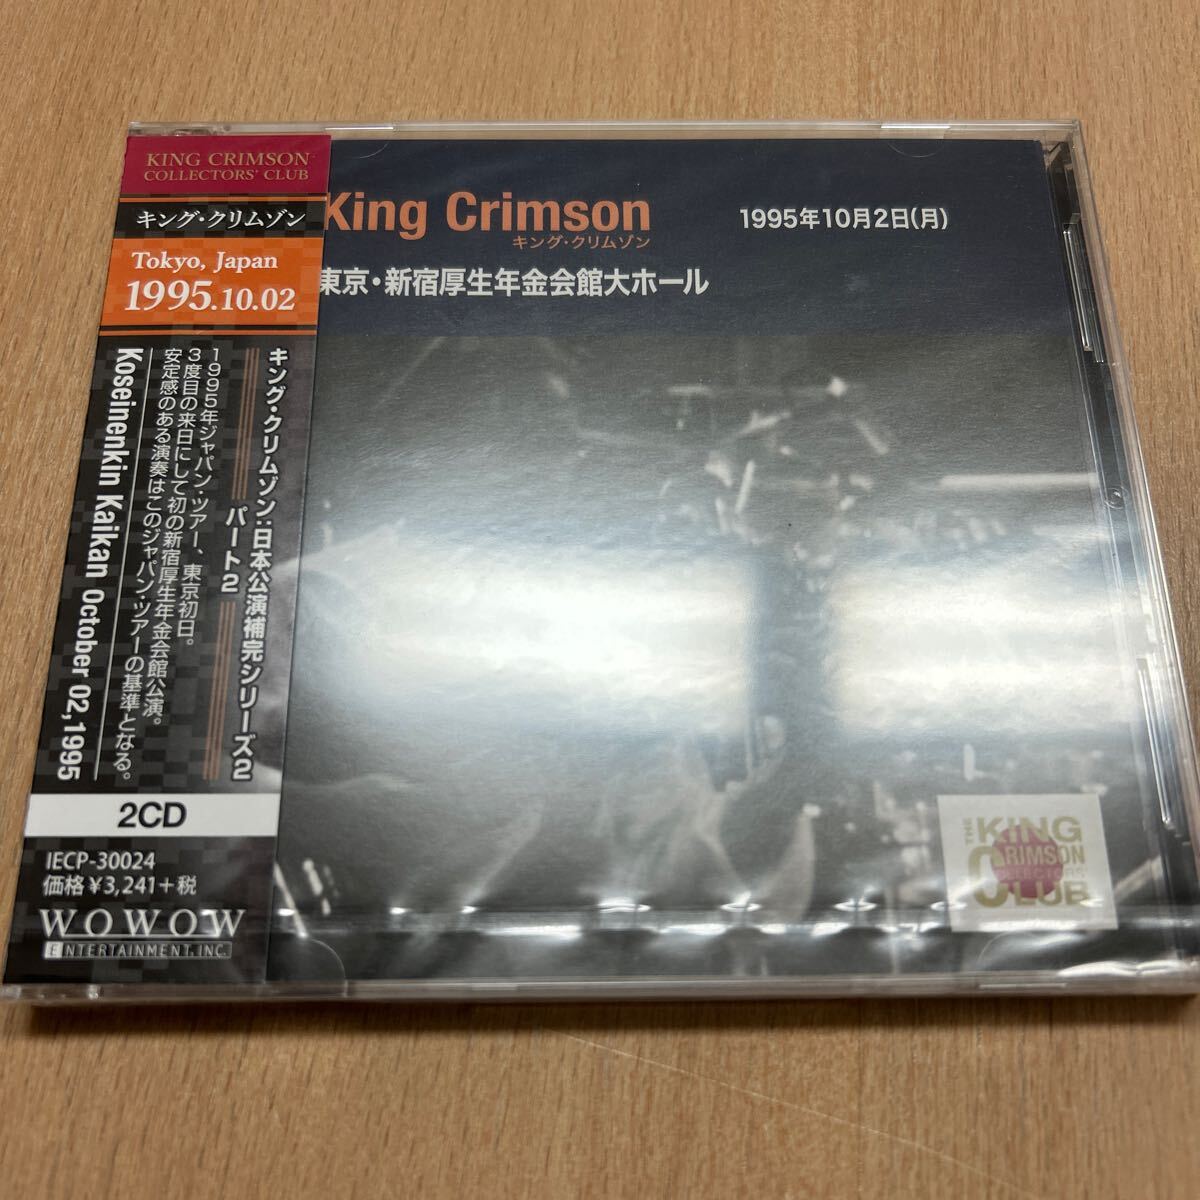 KING CRIMSON
COLLECTORS' CLUB
キング・クリムゾン
Tokyo, Japan
1995.10.02
キング・クリムゾン:日本公演補完シリーズ2
パート2
1995年ジャパン・ツアー、東京初日。
3度目の来日にして初の新宿厚生年金会館公演。
安定感のある演奏はこのジャパン・ツアーの基準となる。
Koseinenkin Kaikan October 02,1995
2CD
IECP-30024
価格¥3,241+税
WOWOW
ENTERTAINMENT, INC.
King Crimson
キング・クリムゾン
1995年10月2日(月)
東京・新宿厚生年金会館大ホール
THE
KING
CRIMSON
COLLECTORS'
CLUB